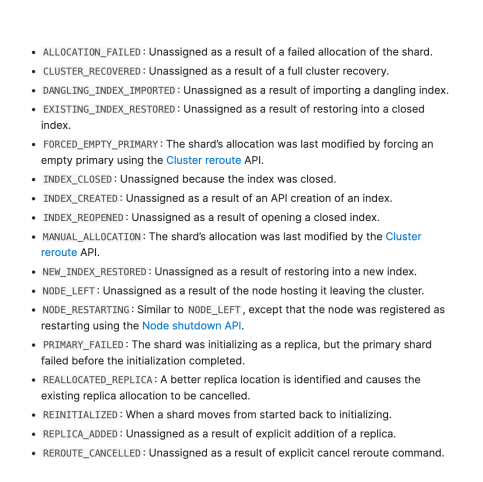 • ALLOCATION_FAILED: Unassigned as a result of a failed allocation of the shard.
• CLUSTER_RECOVERED: Unassigned as a result of a full cluster recovery.
• DANGLING_INDEX_IMPORTED: Unassigned as a result of importing a dangling index.
• EXISTING_INDEX_RESTORED: Unassigned as a result of restoring into a closed
index.
• FORCED_EMPTY_PRIMARY: The shard’s allocation was last modified by forcing an
empty primary using the Cluster reroute API.
• INDEX_CLOSED: Unassigned because the index was closed.
• INDEX_CREATED: Unassigned as a result of an API creation of an index.
• INDEX_REOPENED: Unassigned as a result of opening a closed index.
• MANUAL_ALLOCATION: The shard’s allocation was last modified by the Cluster
reroute API.
• NEW_INDEX_RESTORED: Unassigned as a result of restoring into a new index.
• NODE_LEFT: Unassigned as a result of the node hosting it leaving the cluster.
• NODE_RESTARTING: Similar to NODE_LEFT, except that the node was registered as
restarting using the Node shutdown API.
• PRIMARY_FAILED: The shard was initializing as a replica, but the primary shard
failed before the initialization completed.
• REALLOCATED_REPLICA: A better replica location is identified and causes the
existing replica allocation to be cancelled.
• REINITIALIZED: When a shard moves from started back to initializing.
• REPLICA_ADDED: Unassigned as a result of explicit addition of a replica.
• REROUTE_CANCELLED: Unassigned as a result of explicit cancel reroute command.